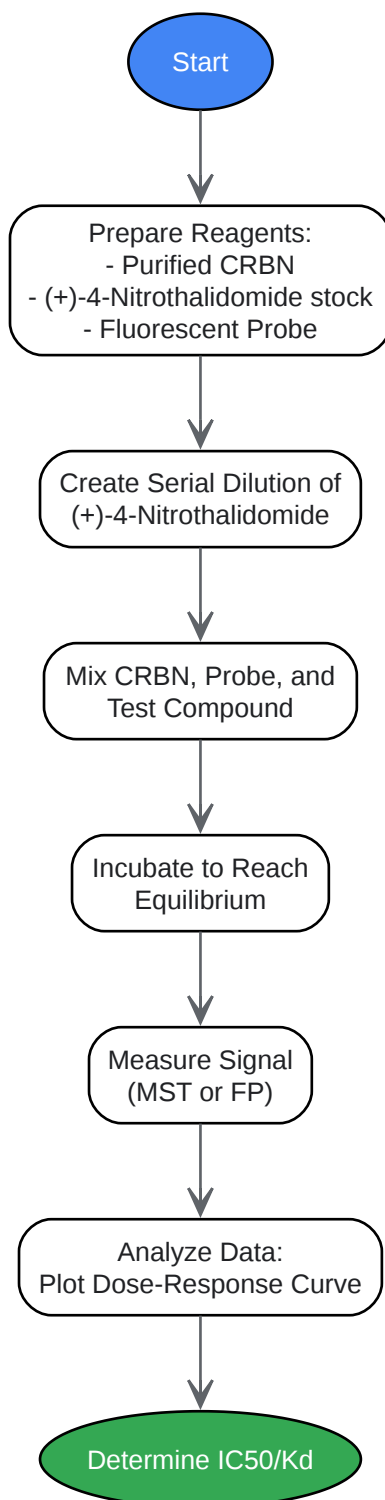 Start
Prepare Reagents:
- Purified CRBN
- (+)-4-Nitrothalidomide stock
- Fluorescent Probe
Create Serial Dilution of
(+)-4-Nitrothalidomide
Mix CRBN, Probe, and
Test Compound
Incubate to Reach
Equilibrium
Measure Signal
(MST or FP)
Analyze Data:
Plot Dose-Response Curve
Determine IC50/Kd